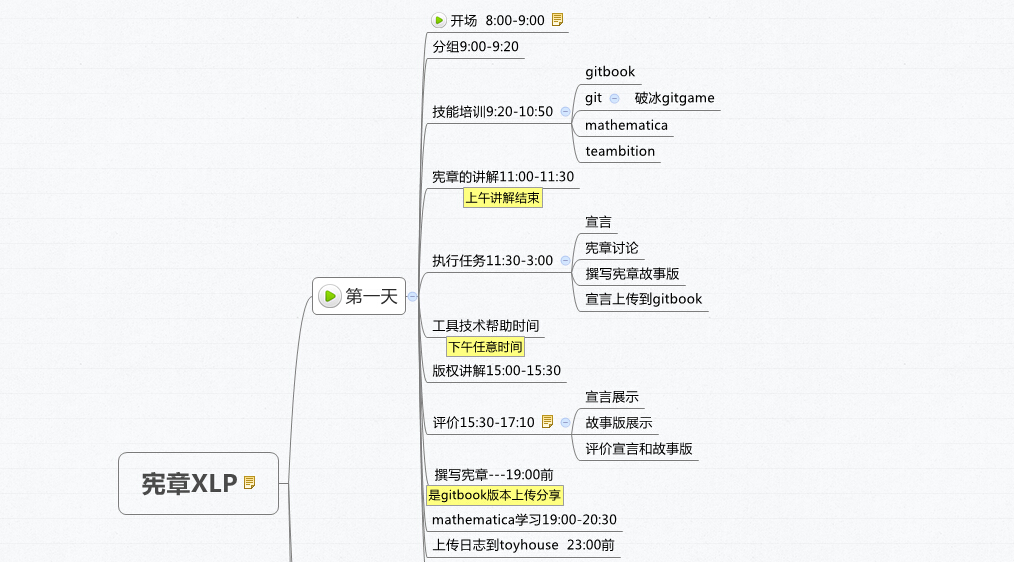 开场 8:00-9:00
分组9:00-9:20
技能培训9:20-10:50
gitbook
git
破冰gitgame
mathematica
teambition
宪章的讲解11:00-11:30
上午讲解结束
执行任务11:30-3:00
宣言
宪章讨论
撰写宪章故事版
宣言上传到gitbook
第一天
工具技术帮助时间
下午任意时间
版权讲解15:00-15:30
评价15:30-17:10
宣言展示
故事版展示
评价宣言和故事版
宪章XLP
撰写宪章---19:00前
是gitbook版本上传分享
mathematica学习19:00-20:30
上传日志到toyhouse 23:00前